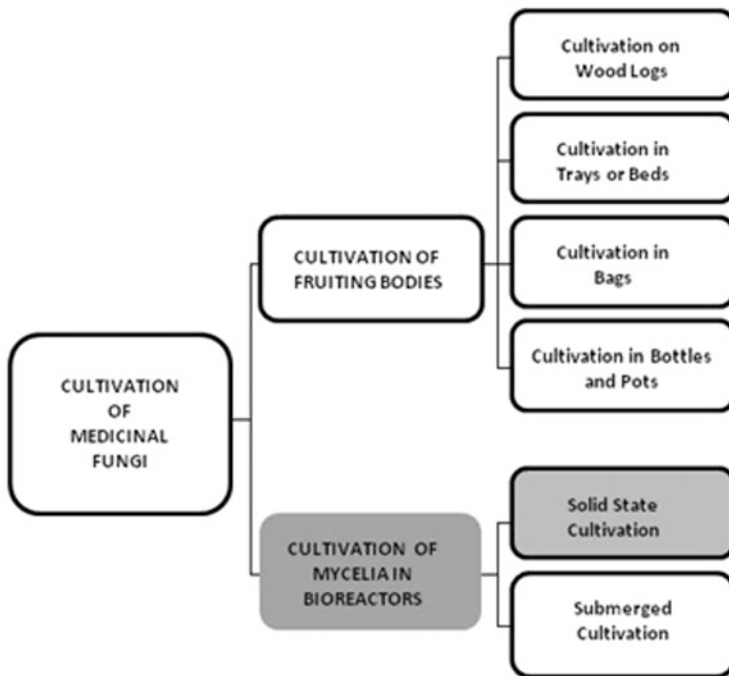 CULTIVATION
OF
MEDICINAL
FUNGI
CULTIVATION OF
FRUITING BODIES
Cultivation on
Wood Logs
Cultivation in
Trays or Beds
Cultivation in
Bags
Cultivation in Bottles
and Pots
CULTIVATION OF
MYCELIA IN
BIOREACTORS
Solid State
Cultivation
Submerged
Cultivation